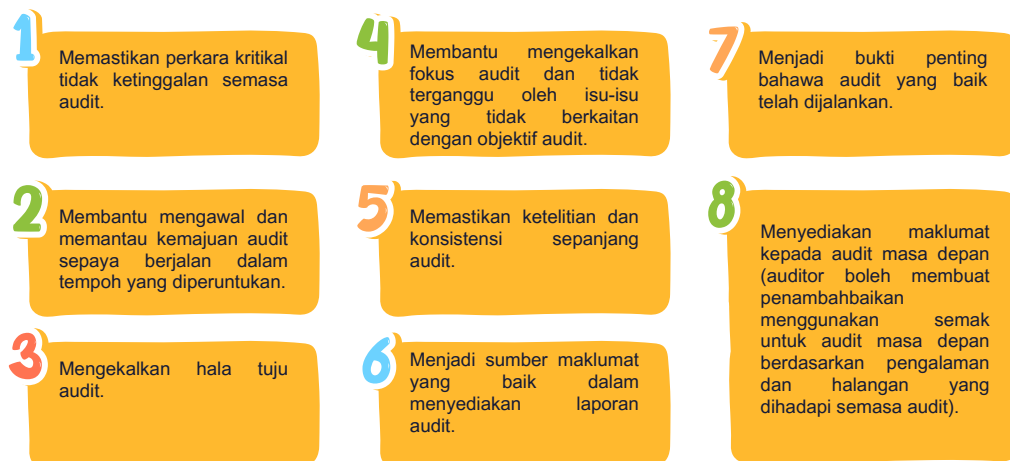 1
Memastikan perkara kritikal
tidak ketinggalan semasa
audit.
2
Membantu mengawal dan
memantau kemajuan audit
sepaya berjalan dalam
tempoh yang diperuntukan.
3
Mengekalkan hala tuju
audit.
4
Membantu mengekalkan
fokus audit dan tidak
terganggu oleh isu-isu
yang tidak berkaitan
dengan objektif audit.
5
Memastikan ketelitian dan
konsistensi sepanjang
audit.
6
Menjadi sumber maklumat
yang baik dalam
menyediakan laporan
audit.
7
Menjadi bukti penting
bahawa audit yang baik
telah dijalankan.
8
Menyediakan maklumat
kepada audit masa depan
(auditor boleh membuat
penambahbaikan
menggunakan semak
untuk audit masa depan
berdasarkan pengalaman
dan halangan yang
dihadapi semasa audit).